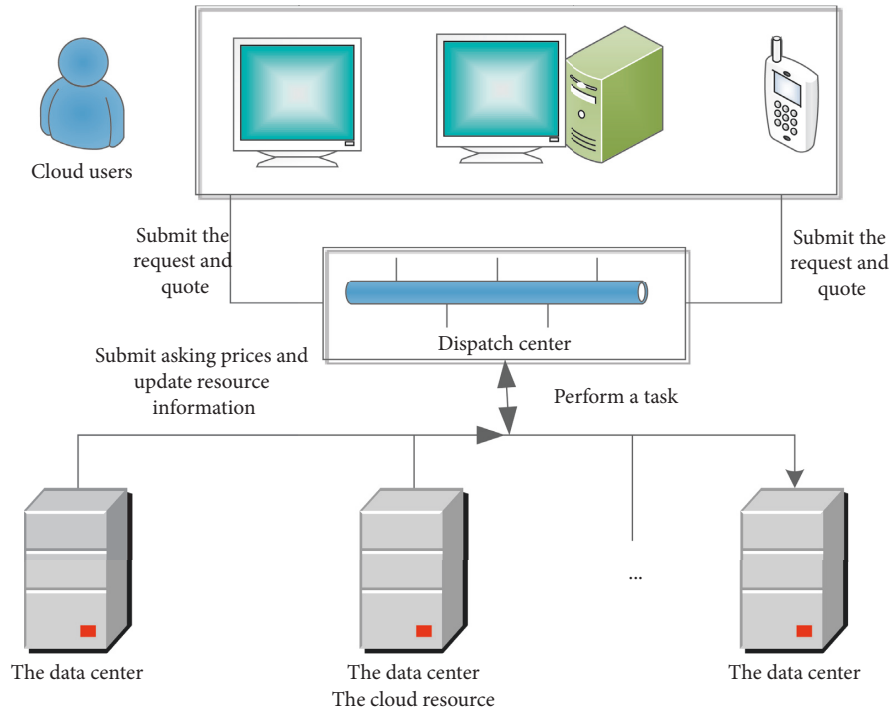 Cloud users
Submit the
request and
quote
Submit the
request and
quote
Dispatch center
Submit asking prices and
update resource
information
Perform a task
...
The data center
The data center
The cloud resource
The data center